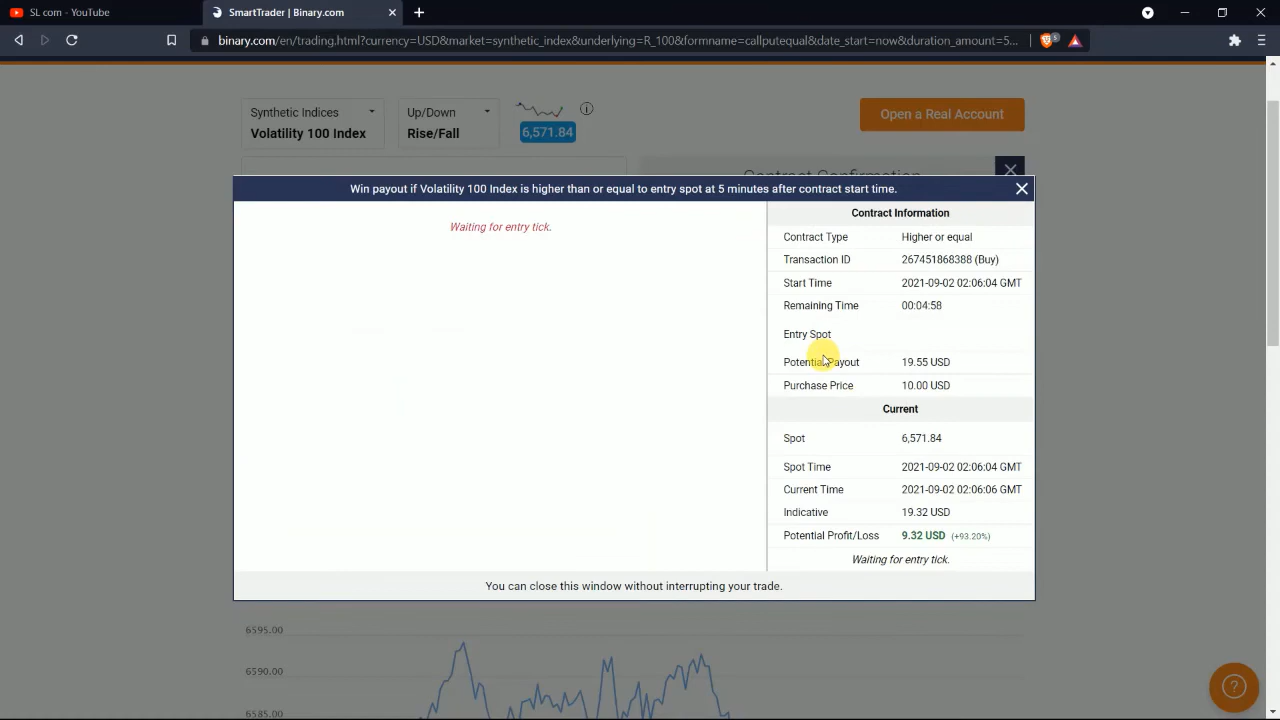 SL com - YouTube
SmartTrader | Binary.com
binary.com/en/trading.html?currency=USD&market=synthetic_index&underlying=R_100&formname=callputequal&date_start=now&duration_amount=5...
5
Synthetic Indices
Volatility 100 Index
Up/Down
Rise/Fall
6,571.84
Open a Real Account
Contract Confirmation
Win payout if Volatility 100 Index is higher than or equal to entry spot at 5 minutes after contract start time.
Waiting for entry tick.
Contract Information
Contract Type Higher or equal
Transaction ID 267451868388 (Buy)
Start Time 2021-09-02 02:06:04 GMT
Remaining Time 00:04:58
Entry Spot
Potential Payout 19.55 USD
Purchase Price 10.00 USD
Current
Spot 6,571.84
Spot Time 2021-09-02 02:06:04 GMT
Current Time 2021-09-02 02:06:06 GMT
Indicative 19.32 USD
Potential Profit/Loss 9.32 USD (+93.20%)
Waiting for entry tick.
You can close this window without interrupting your trade.
6595.00
6590.00
6585.00